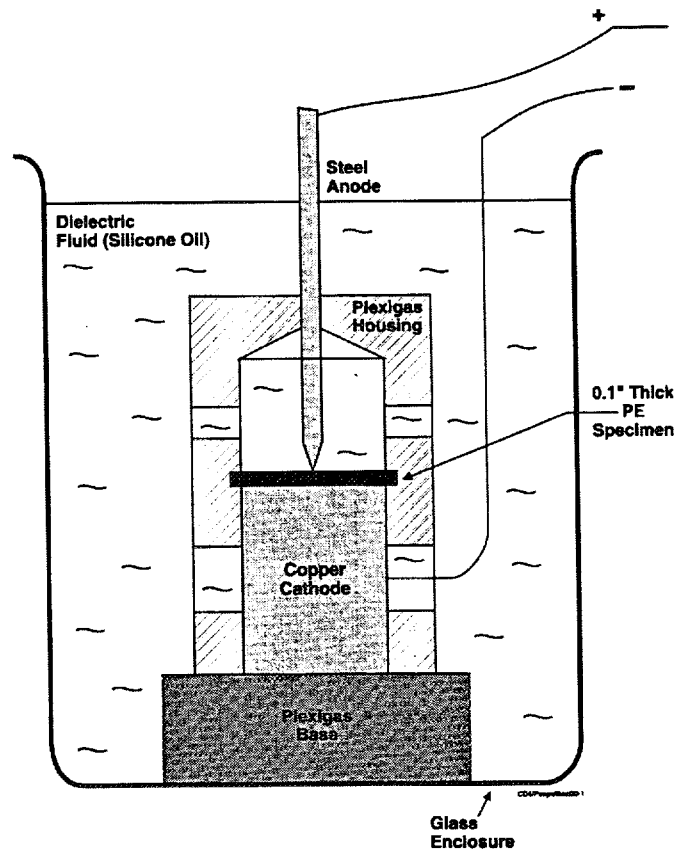 +
−
Steel
Anode
Dielectric
Fluid (Silicone Oil)
Plexigas
Housing
0.1" Thick
PE
Specimen
Copper
Cathode
Plexigas
Base
Glass
Enclosure